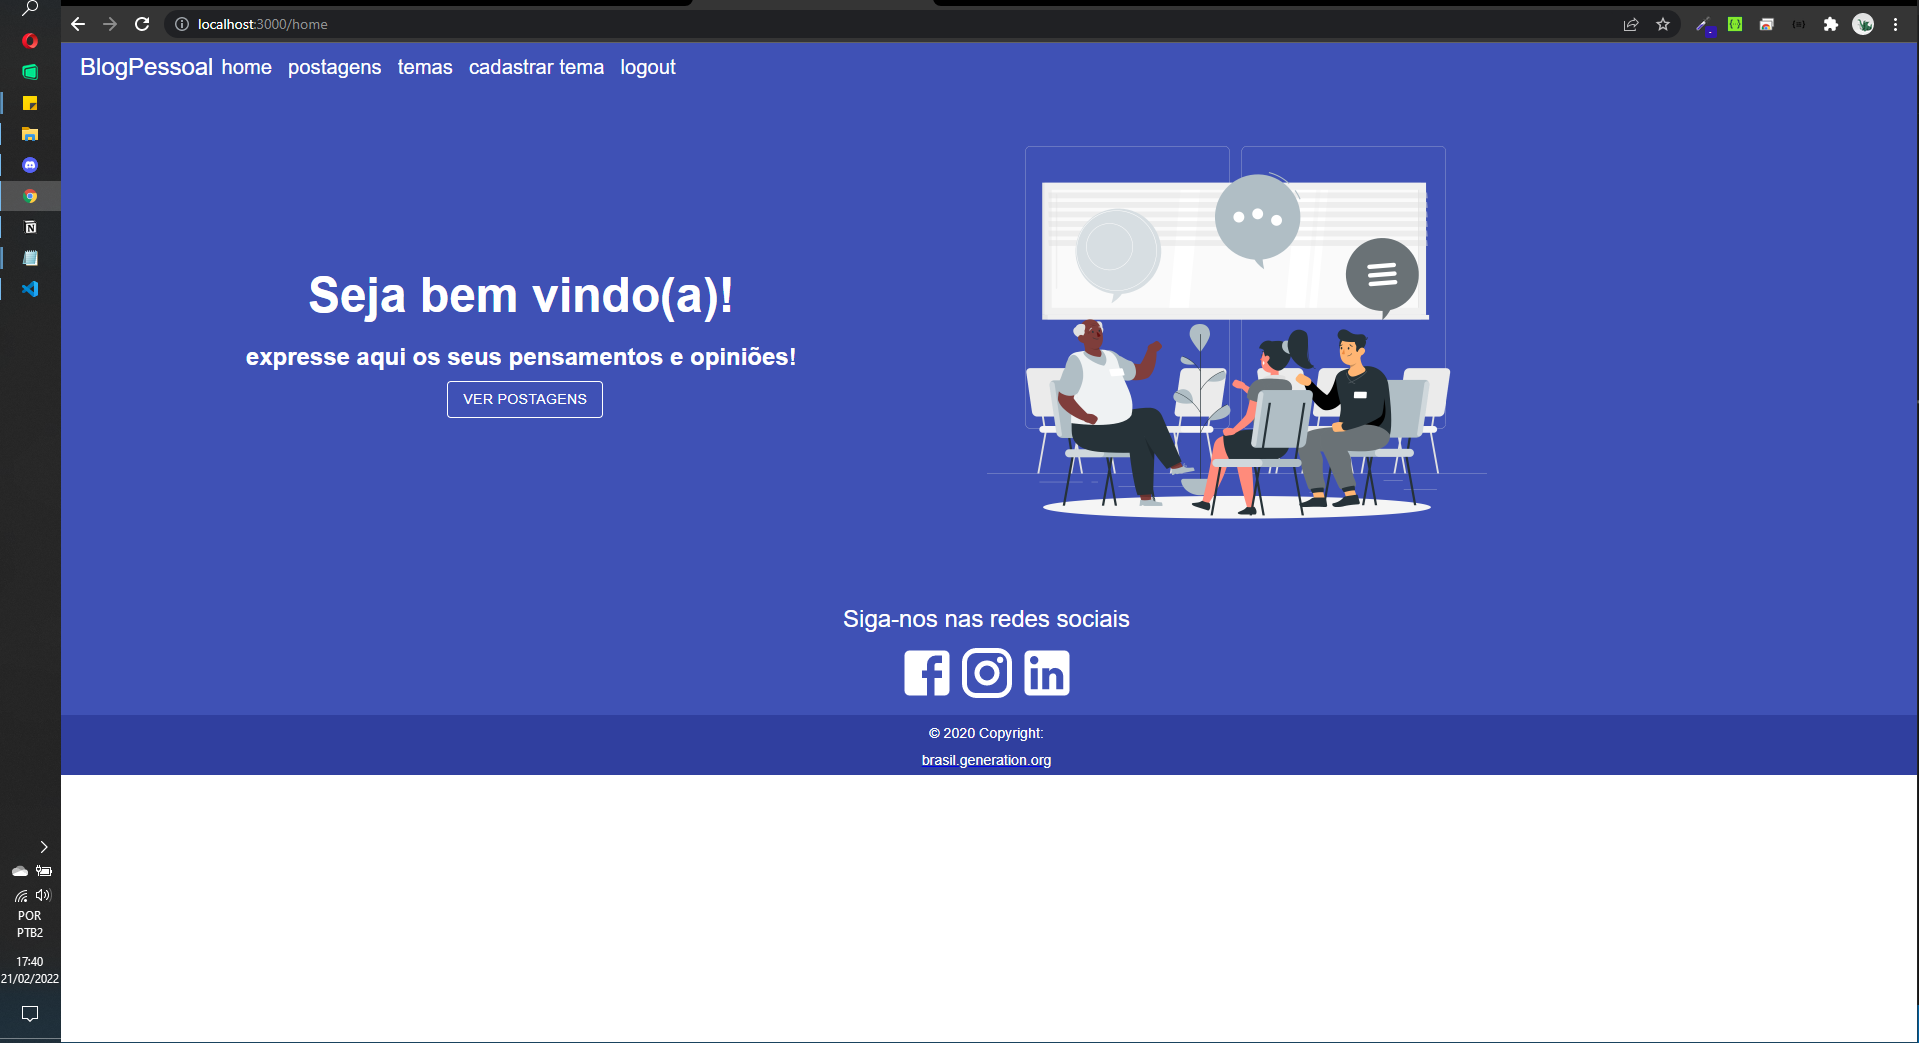 localhost:3000/home
BlogPessoal home postagens temas cadastrar tema logout
Seja bem vindo(a)!
expresse aqui os seus pensamentos e opiniões!
VER POSTAGENS
Siga-nos nas redes sociais
© 2020 Copyright:
brasil.generation.org
POR
PTB2
17:40
21/02/2022